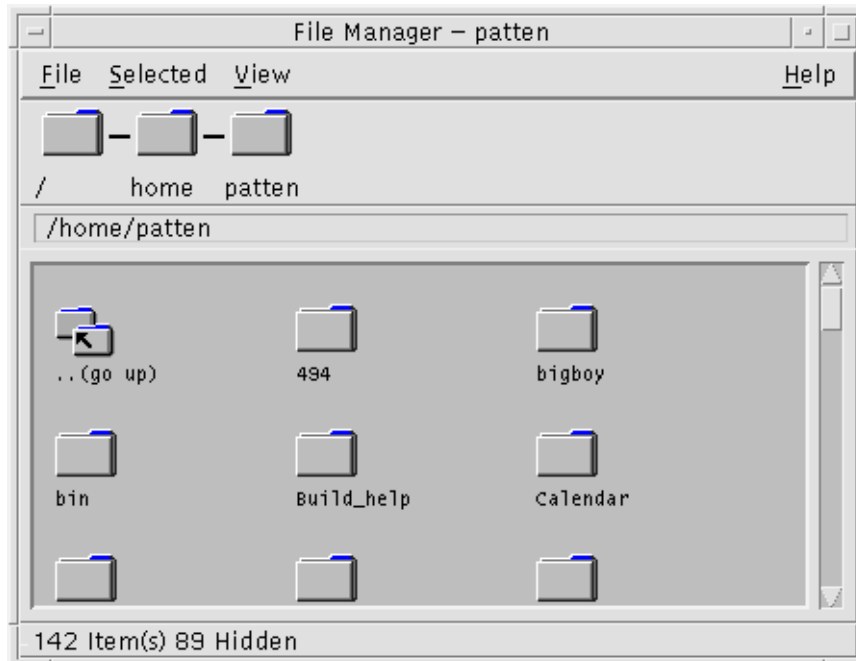 File Manager – patten
File Selected View Help
/ home patten
/home/patten
..(go up) 494 bigboy
bin Build_help Calendar
142 Item(s) 89 Hidden